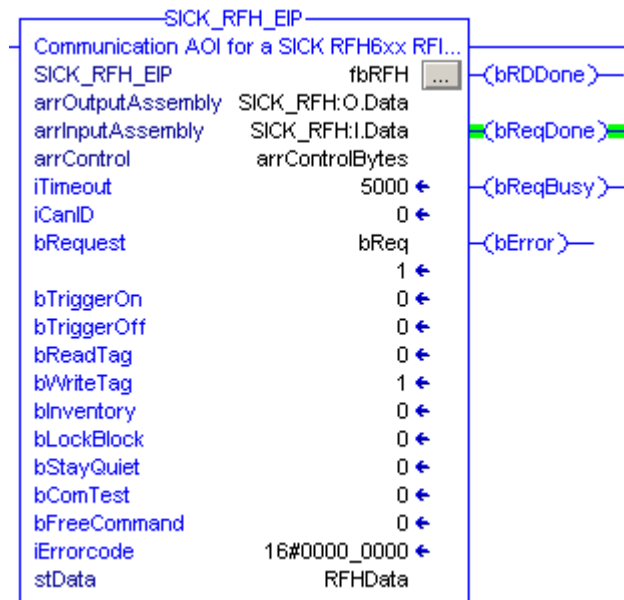 SICK_RFH_EIP
Communication AOI for a SICK RFH6xx RFI...
SICK_RFH_EIP fbRFH ... (bRDDone)
arrOutputAssembly SICK_RFH:O.Data
arrInputAssembly SICK_RFH:I.Data (bReqDone)
arrControl arrControlBytes
iTimeout 5000 (bReqBusy)
iCanID 0
bRequest bReq (bError)
1
bTriggerOn 0
bTriggerOff 0
bReadTag 0
bWriteTag 1
bInventory 0
bLockBlock 0
bStayQuiet 0
bComTest 0
bFreeCommand 0
iErrorcode 16#0000_0000
stData RFHData